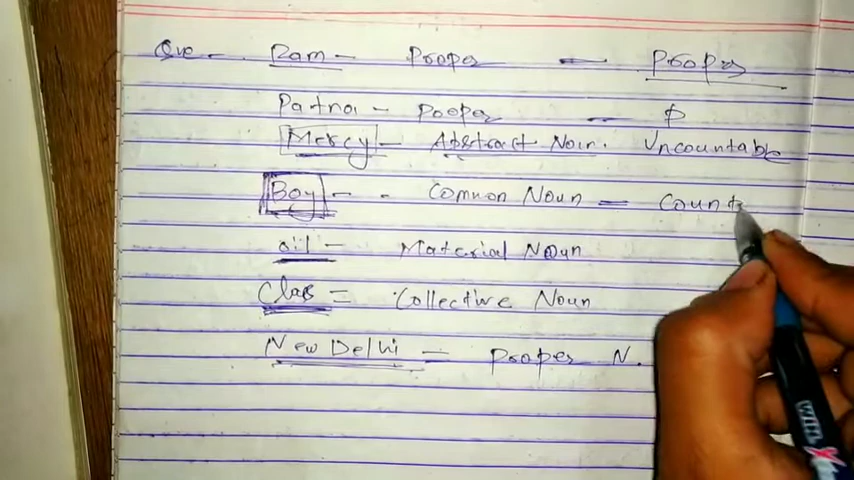 Que. Ram - Proper - Proper
Patna - Proper - P
Mercy - Abstract Noun. Uncountable
Boy - - Common Noun = Count
oil - Material Noun
Class = Collective Noun
New Delhi = Proper N.
WIN